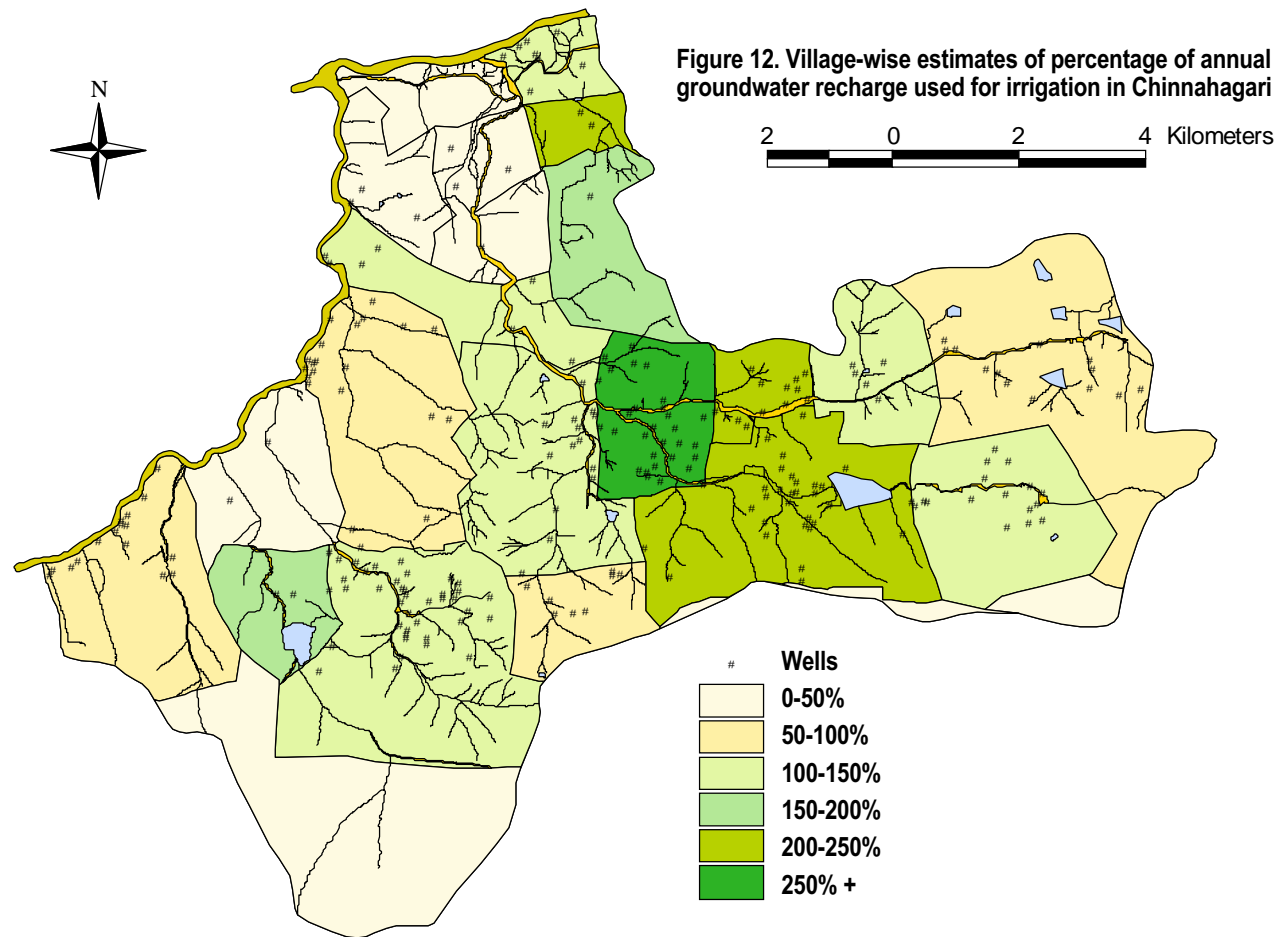 Figure 12. Village-wise estimates of percentage of annual
groundwater recharge used for irrigation in Chinnahagari
N
2 0 2 4 Kilometers
# Wells
0-50%
50-100%
100-150%
150-200%
200-250%
250% +